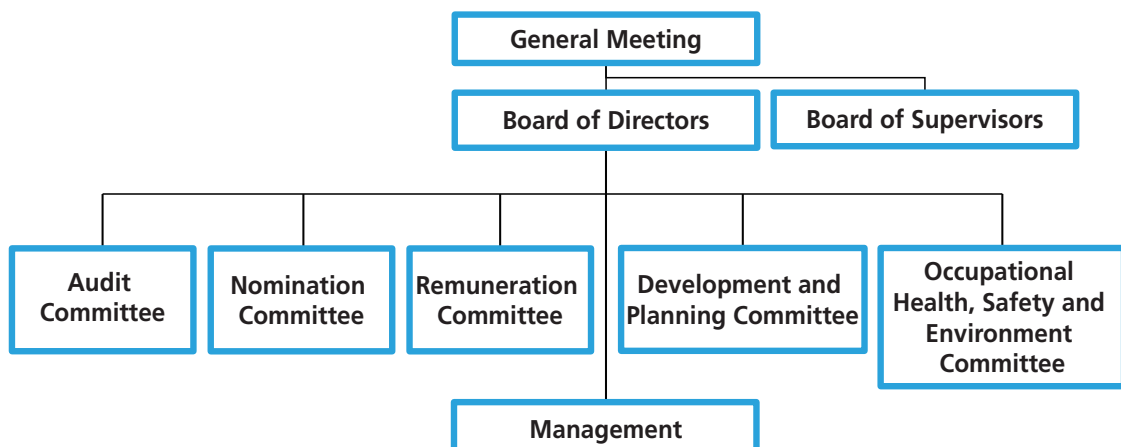 General Meeting
Board of Directors
Board of Supervisors
Audit
Committee
Nomination
Committee
Remuneration
Committee
Development and
Planning Committee
Occupational
Health, Safety and
Environment
Committee
Management